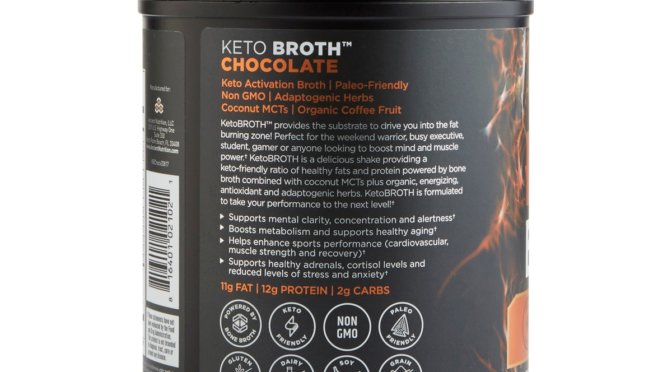 KETO BROTH™
CHOCOLATE
Keto Activation Broth | Paleo-Friendly
Non GMO | Adaptogenic Herbs
Coconut MCTs | Organic Coffee Fruit
KetoBROTH™ provides the substrate to drive you into the fat
burning zone! Perfect for the weekend warrior, busy executive,
student, gamer or anyone looking to boost mind and muscle
power.† KetoBROTH is a delicious shake providing a
keto-friendly ratio of healthy fats and protein powered by bone
broth combined with coconut MCTs plus organic, energizing,
antioxidant and adaptogenic herbs. KetoBROTH is formulated
to take your performance to the next level!†
▸ Supports mental clarity, concentration and alertness†
▸ Boosts metabolism and supports healthy aging†
▸ Helps enhance sports performance (cardiovascular,
muscle strength and recovery)†
▸ Supports healthy adrenals, cortisol levels and
reduced levels of stress and anxiety†
11g FAT | 12g PROTEIN | 2g CARBS
POWERED BY BONE BROTH
KETO FRIENDLY
NON GMO
PALEO FRIENDLY
GLUTEN
DAIRY
SOY
GRAIN
Manufactured for:
8 16401 02102 1